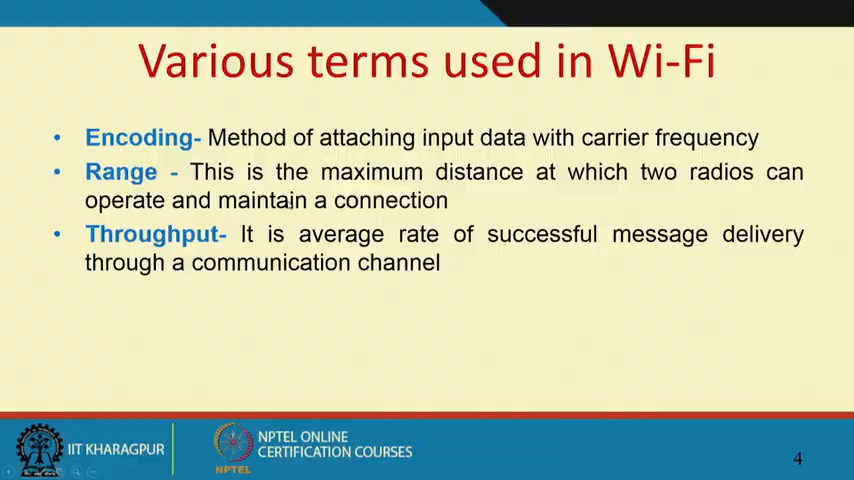 Various terms used in Wi-Fi
• Encoding- Method of attaching input data with carrier frequency
• Range - This is the maximum distance at which two radios can
operate and maintain a connection
• Throughput- It is average rate of successful message delivery
through a communication channel
IIT KHARAGPUR
NPTEL
NPTEL ONLINE
CERTIFICATION COURSES
4